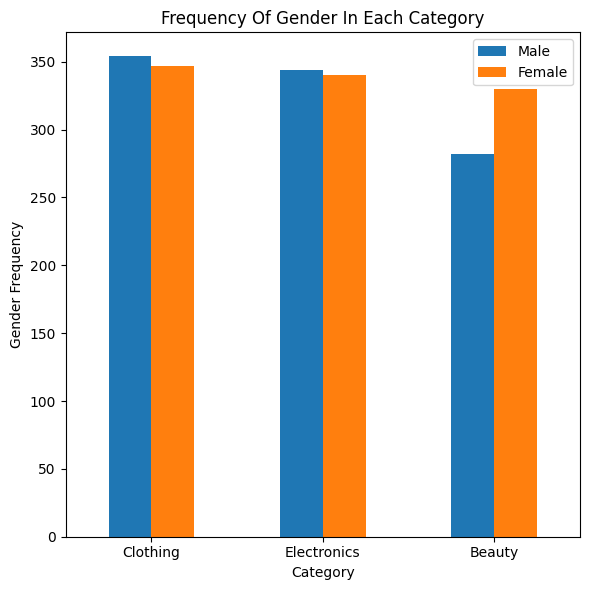 Frequency Of Gender In Each Category
Male
Female
Gender Frequency
350
300
250
200
150
100
50
0
Clothing
Electronics
Beauty
Category